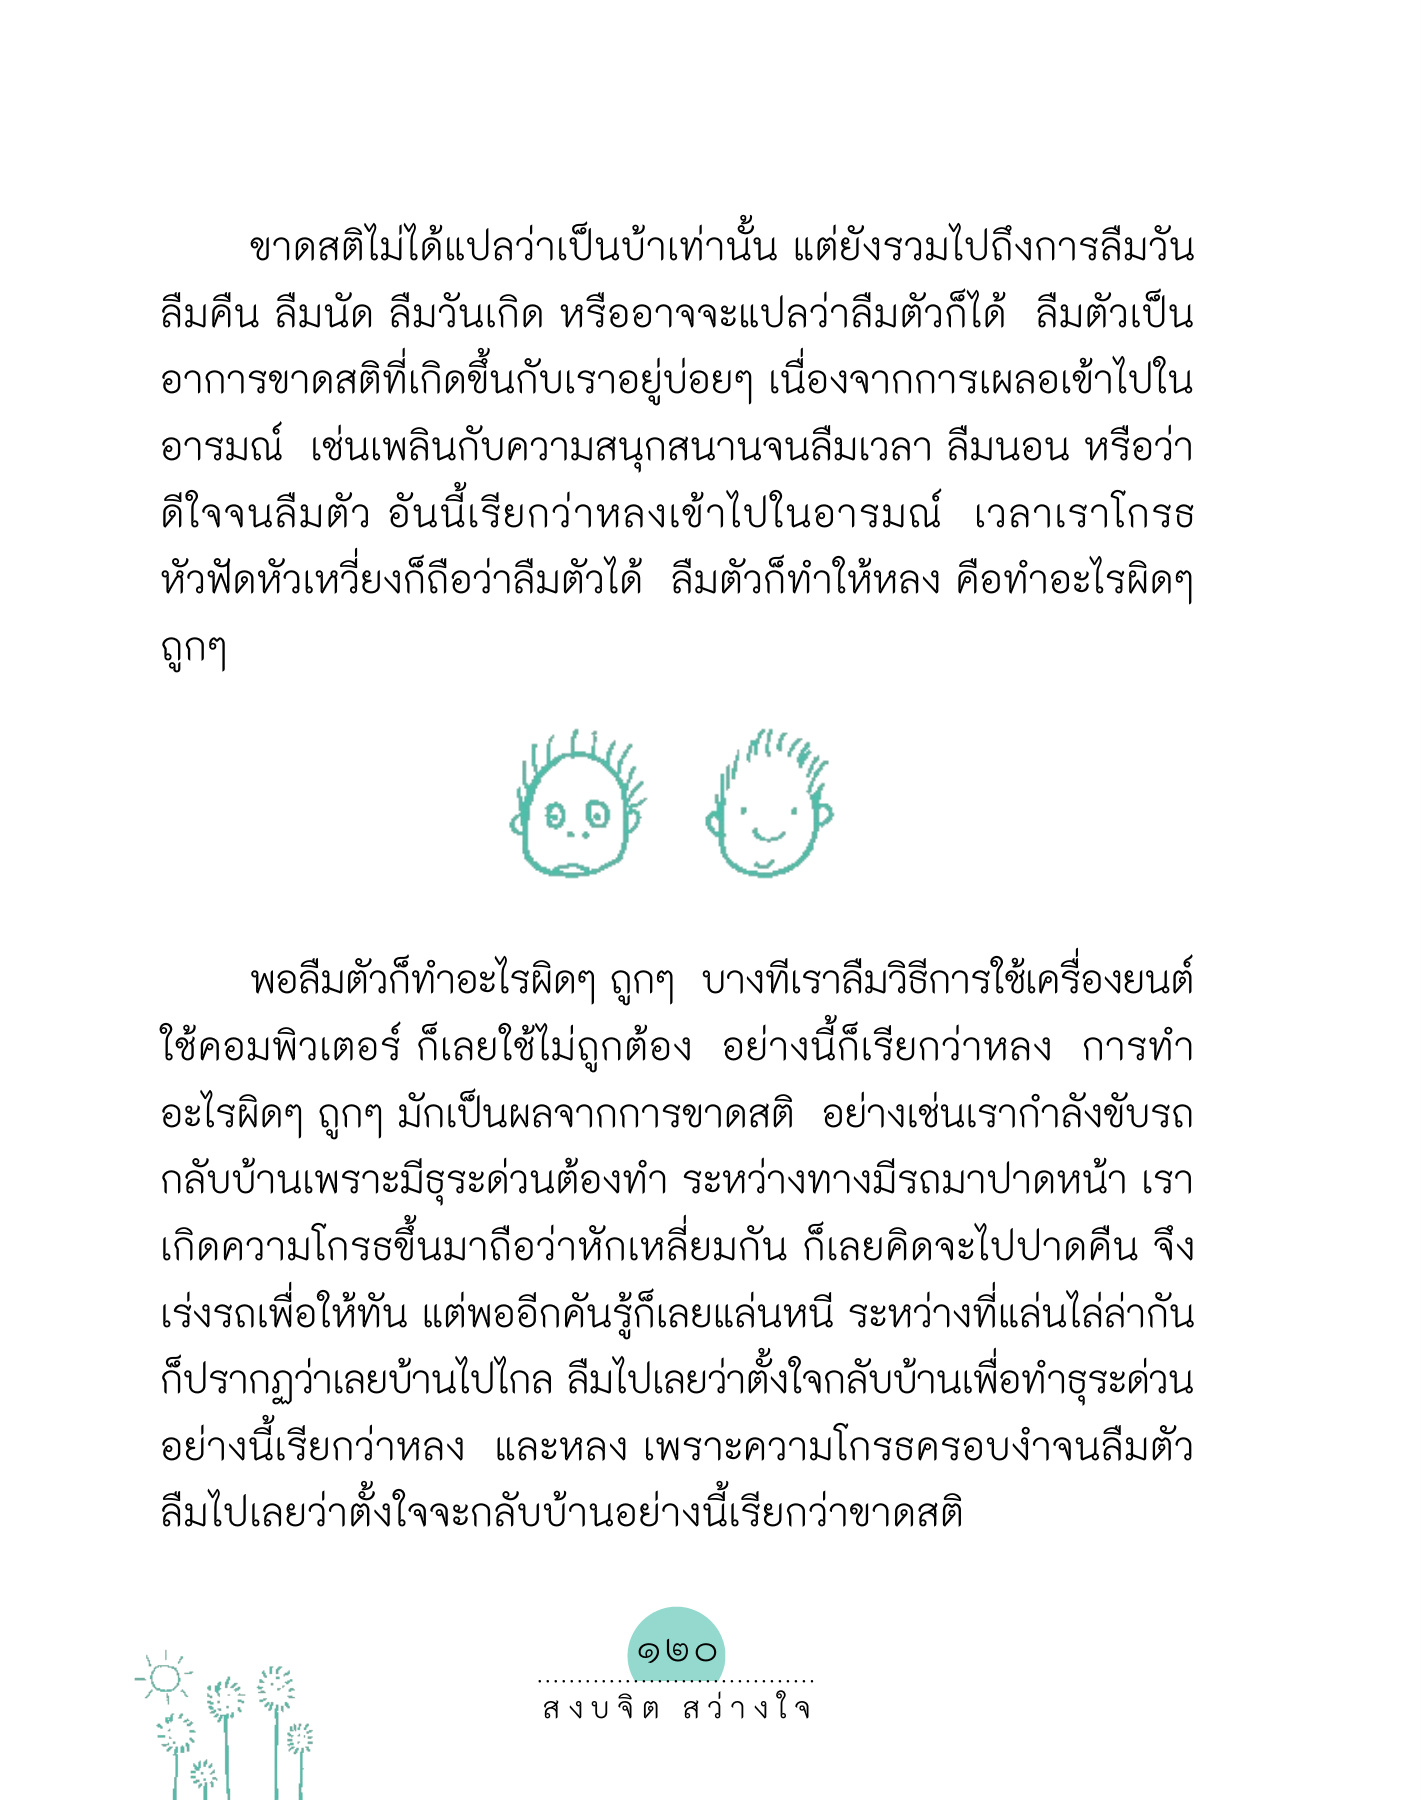 ขาดสติไม่ได้แปลว่าเป็นบ้าเท่านั้น แต่ยังรวมไปถึงการลืมวัน
ลืมคืน ลืมนัด ลืมวันเกิด หรืออาจจะแปลว่าลืมตัวก็ได้ ลืมตัวเป็น
อาการขาดสติที่เกิดขึ้นกับเราอยู่บ่อยๆ เนื่องจากการเผลอเข้าไปใน
อารมณ์ เช่นเพลินกับความสนุกสนานจนลืมเวลา ลืมนอน หรือว่า
ดีใจจนลืมตัว อันนี้เรียกว่าหลงเข้าไปในอารมณ์ เวลาเราโกรธ
หัวฟัดหัวเหวี่ยงก็ถือว่าลืมตัวได้ ลืมตัวก็ทำให้หลง คือทำอะไรผิดๆ
ถูกๆ
พอลืมตัวก็ทำอะไรผิดๆ ถูกๆ บางทีเราลืมวิธีการใช้เครื่องยนต์
ใช้คอมพิวเตอร์ ก็เลยใช้ไม่ถูกต้อง อย่างนี้ก็เรียกว่าหลง การทำ
อะไรผิดๆ ถูกๆ มักเป็นผลจากการขาดสติ อย่างเช่นเรากำลังขับรถ
กลับบ้านเพราะมีธุระด่วนต้องทำ ระหว่างทางมีรถมาปาดหน้า เรา
เกิดความโกรธขึ้นมาถือว่าหักเหลี่ยมกัน ก็เลยคิดจะไปปาดคืน จึง
เร่งรถเพื่อให้ทัน แต่พออีกคันรู้ก็เลยแล่นหนี ระหว่างที่แล่นไล่ล่ากัน
ก็ปรากฏว่าเลยบ้านไปไกล ลืมไปเลยว่าตั้งใจกลับบ้านเพื่อทำธุระด่วน
อย่างนี้เรียกว่าหลง และหลง เพราะความโกรธครอบงำจนลืมตัว
ลืมไปเลยว่าตั้งใจจะกลับบ้านอย่างนี้เรียกว่าขาดสติ
๑๒๐
สงบจิต สว่างใจ